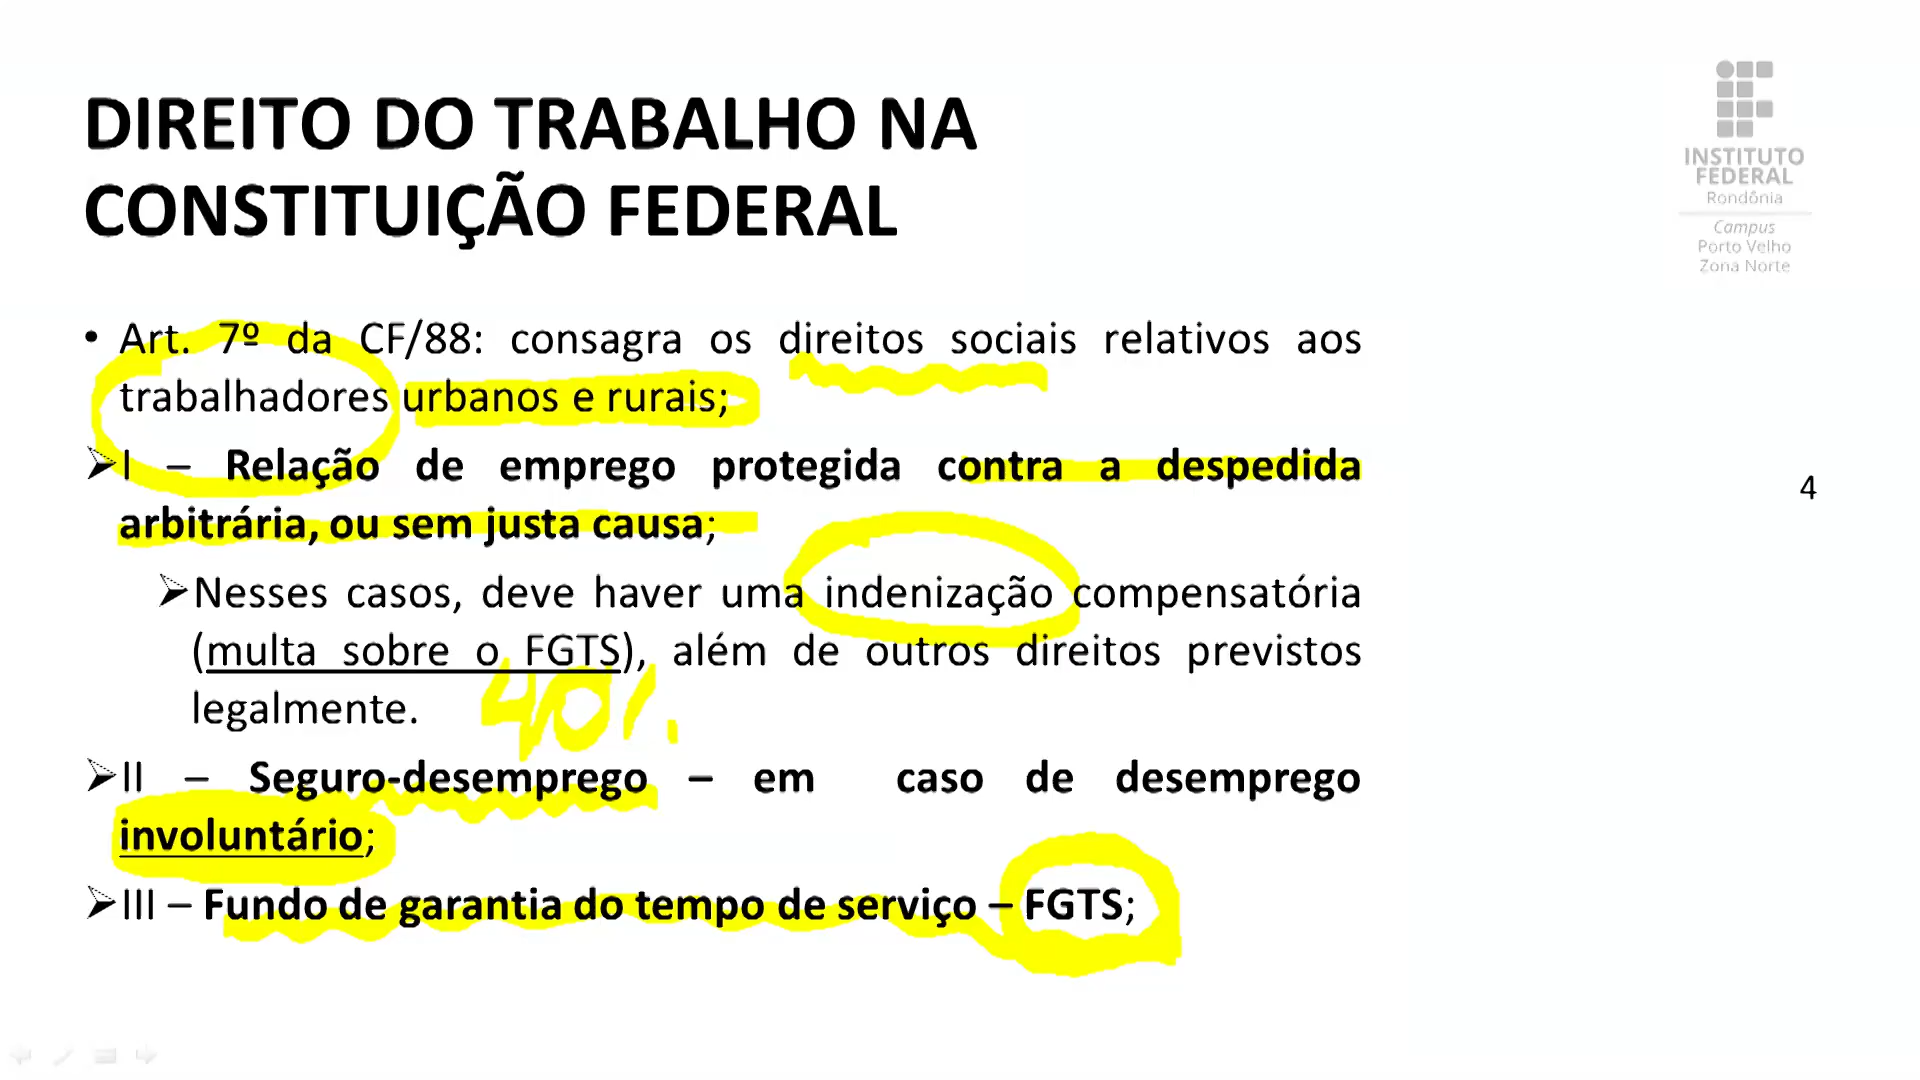 DIREITO DO TRABALHO NA
CONSTITUIÇÃO FEDERAL
INSTITUTO
FEDERAL
Rondônia
Campus
Porto Velho
Zona Norte
• Art. 7º da CF/88: consagra os direitos sociais relativos aos
trabalhadores urbanos e rurais;
➢I – Relação de emprego protegida contra a despedida
arbitrária, ou sem justa causa;
➢Nesses casos, deve haver uma indenização compensatória
(multa sobre o FGTS), além de outros direitos previstos
legalmente.
40%
➢II – Seguro-desemprego – em caso de desemprego
involuntário;
➢III – Fundo de garantia do tempo de serviço – FGTS;
4